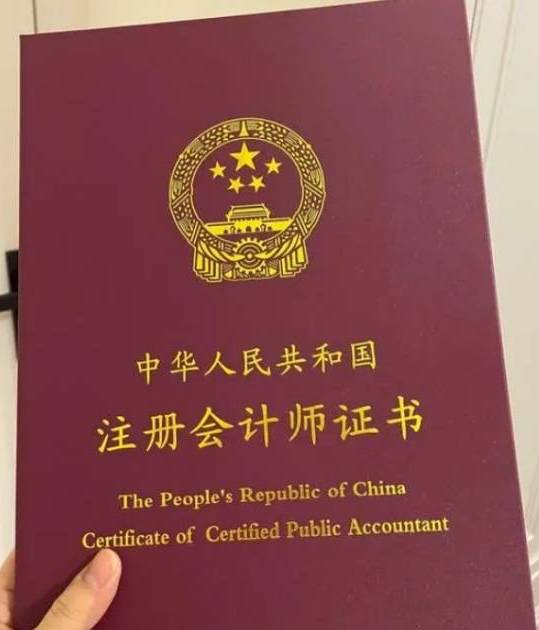 中华人民共和国
注册会计师证书
The People's Republic of China
Certificate of Certified Public Accountant